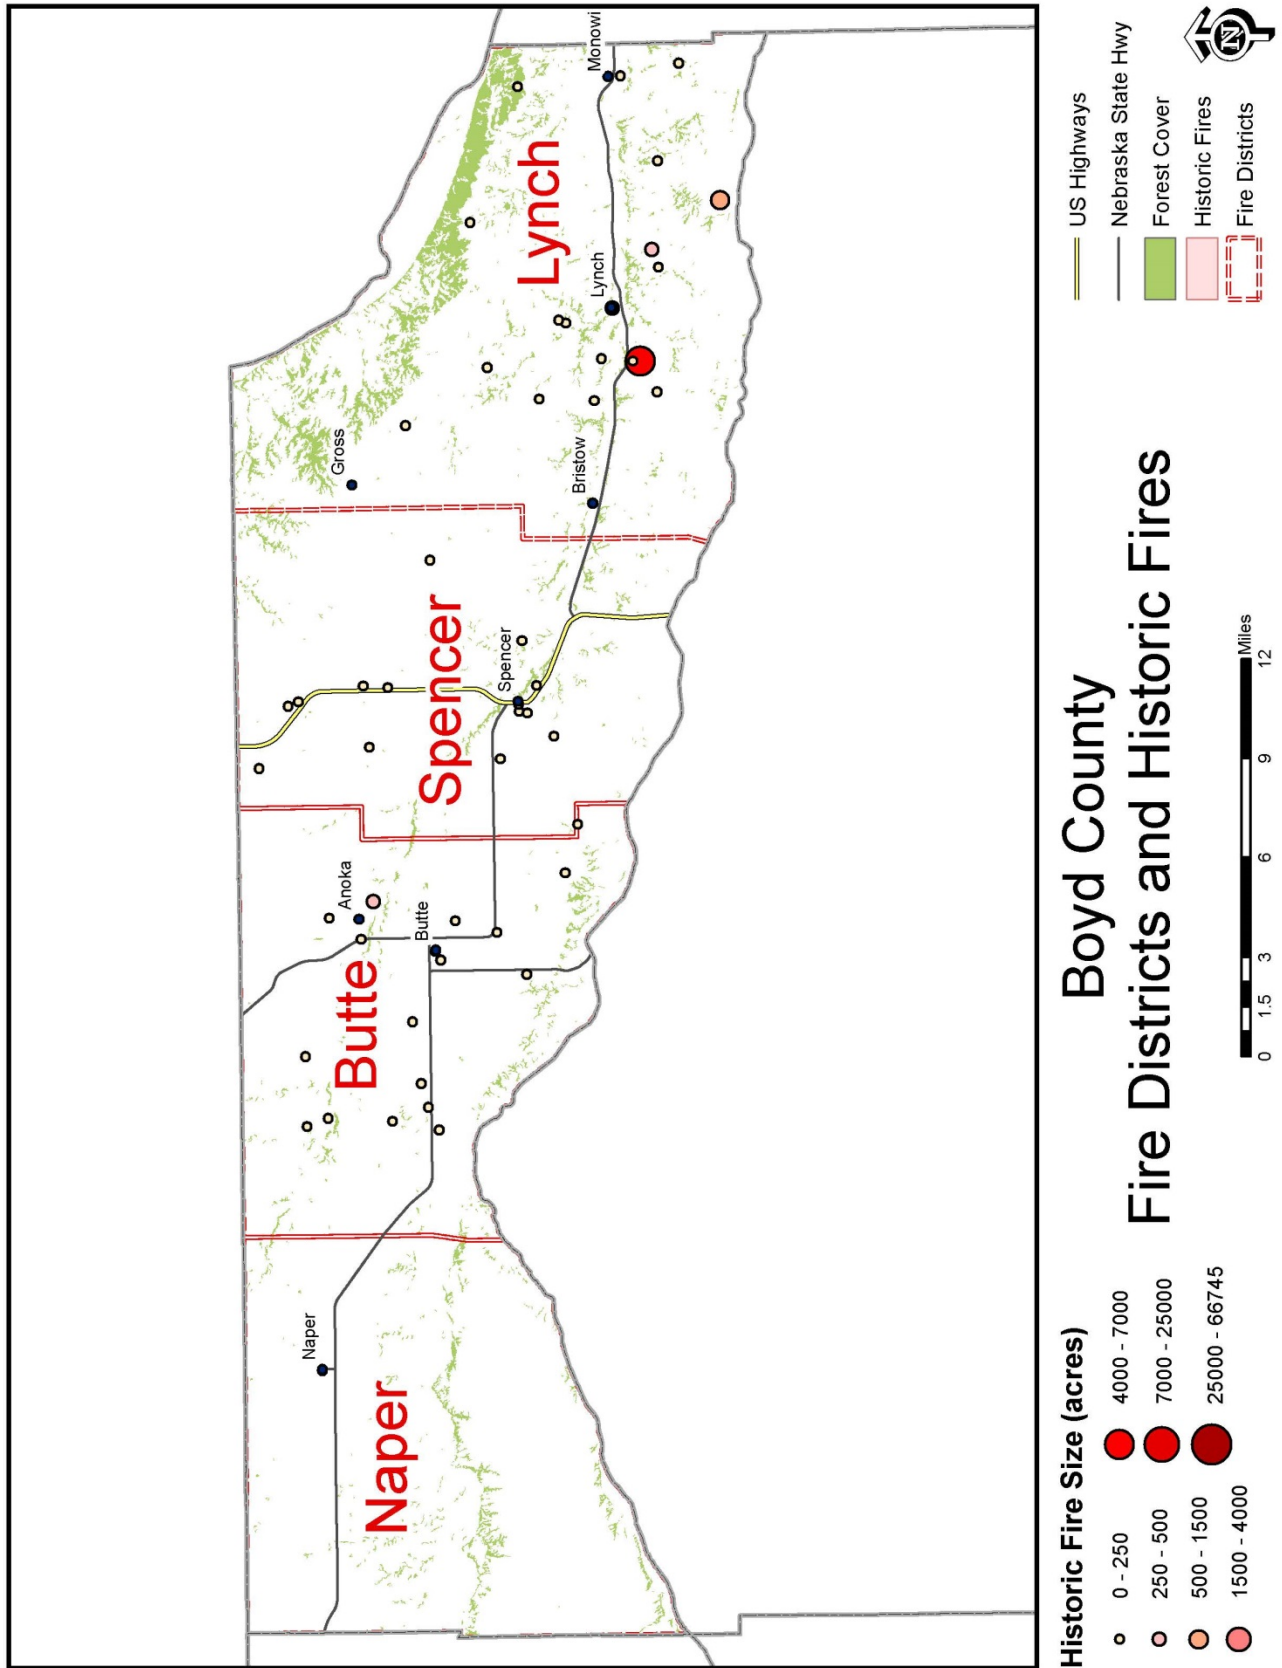 Naper
Butte
Spencer
Lynch
Naper
Anoka
Butte
Spencer
Gross
Bristow
Lynch
Monowi
Historic Fire Size (acres)
0 - 250
250 - 500
500 - 1500
1500 - 4000
4000 - 7000
7000 - 25000
25000 - 66745
Boyd County
Fire Districts and Historic Fires
Miles
0 1.5 3 6 9 12
US Highways
Nebraska State Hwy
Forest Cover
Historic Fires
Fire Districts
N